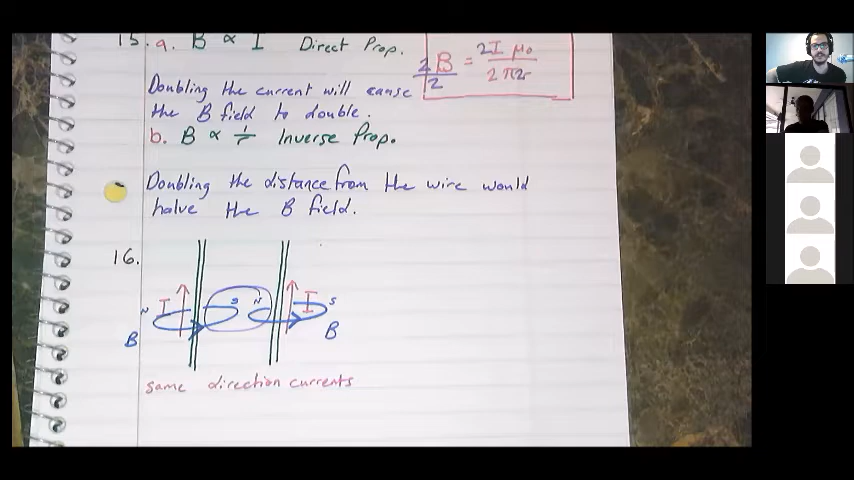 15. a. B ∝ I Direct Prop.
2B/2 = 2I μ₀/2πr
Doubling the current will cause
the B field to double.
b. B ∝ 1/r Inverse Prop.
Doubling the distance from the wire would
halve the B field.
16.
N I S N I S
B B
same direction currents